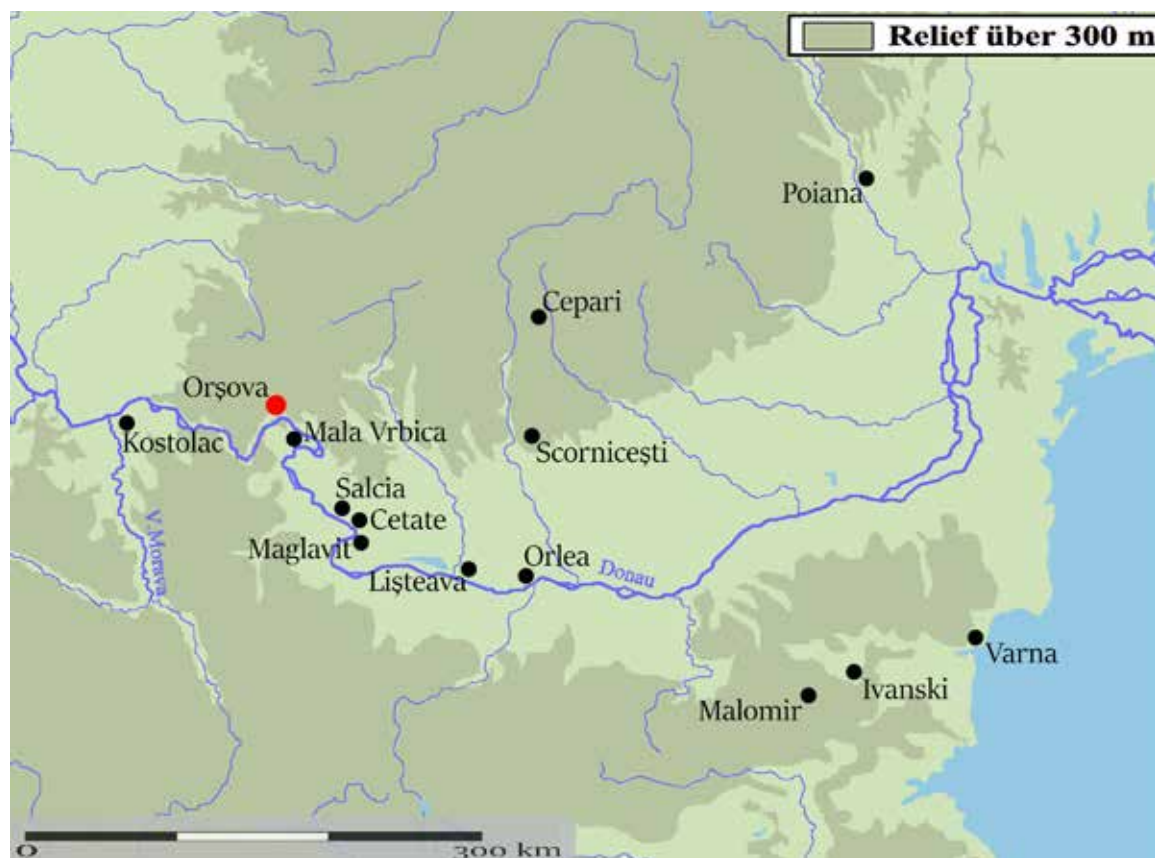 Relief über 300 m
Poiana
Cepari
Orşova
Kostolac
Mala Vrbica
Scorniceşti
Salcia
Cetate
Maglavit
Orlea
Lişteava
Donau
V.Morava
Varna
Ivanski
Malomir
0
300 km